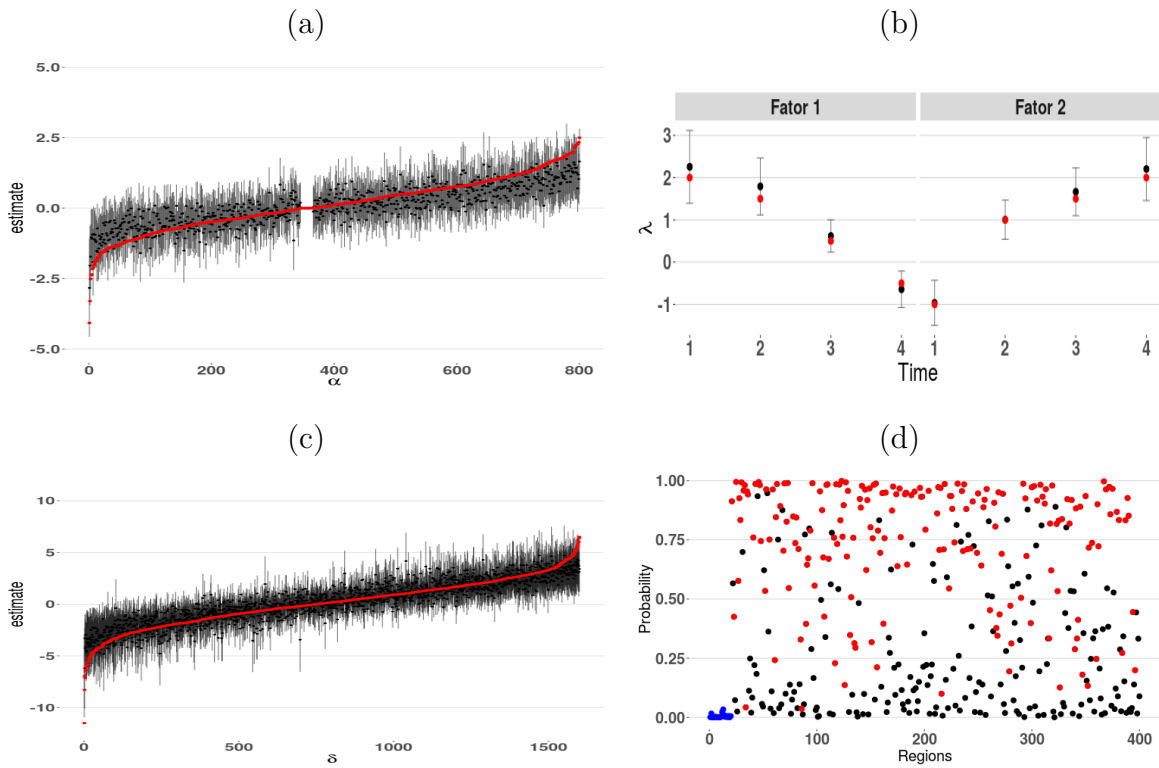 (a)
5.0
2.5
0.0
-2.5
-5.0
estimate
0 200 400 600 800
α
(b)
Fator 1 Fator 2
3
2
1
0
-1
λ
1 2 3 4 1 2 3 4
Time
(c)
10
5
0
-5
-10
estimate
0 500 1000 1500
δ
(d)
1.00
0.75
0.50
0.25
0.00
Probability
0 100 200 300 400
Regions